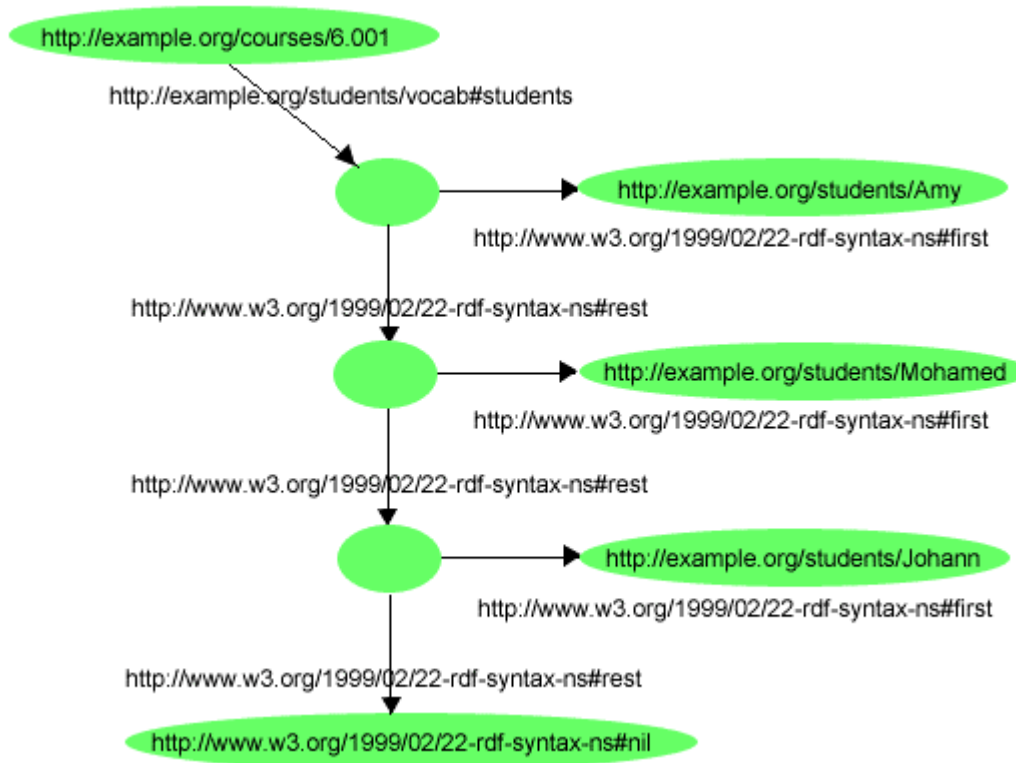 http://example.org/courses/6.001
http://example.org/students/vocab#students
http://example.org/students/Amy
http://www.w3.org/1999/02/22-rdf-syntax-ns#first
http://www.w3.org/1999/02/22-rdf-syntax-ns#rest
http://example.org/students/Mohamed
http://www.w3.org/1999/02/22-rdf-syntax-ns#first
http://www.w3.org/1999/02/22-rdf-syntax-ns#rest
http://example.org/students/Johann
http://www.w3.org/1999/02/22-rdf-syntax-ns#first
http://www.w3.org/1999/02/22-rdf-syntax-ns#rest
http://www.w3.org/1999/02/22-rdf-syntax-ns#nil